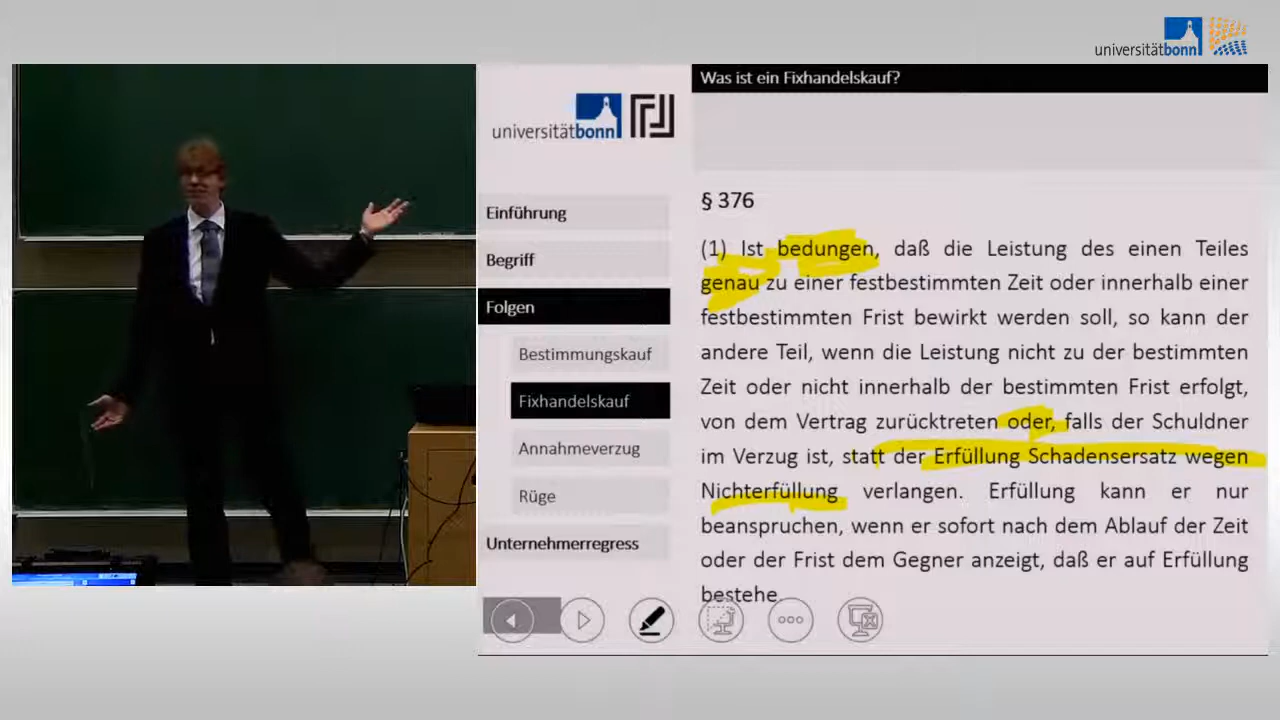 universitätbonn
Was ist ein Fixhandelskauf?
universitätbonn
Einführung
Begriff
Folgen
Bestimmungskauf
Fixhandelskauf
Annahmeverzug
Rüge
Unternehmerregress
§ 376
(1) Ist bedungen, daß die Leistung des einen Teiles
genau zu einer festbestimmten Zeit oder innerhalb einer
festbestimmten Frist bewirkt werden soll, so kann der
andere Teil, wenn die Leistung nicht zu der bestimmten
Zeit oder nicht innerhalb der bestimmten Frist erfolgt,
von dem Vertrag zurücktreten oder, falls der Schuldner
im Verzug ist, statt der Erfüllung Schadensersatz wegen
Nichterfüllung verlangen. Erfüllung kann er nur
beanspruchen, wenn er sofort nach dem Ablauf der Zeit
oder der Frist dem Gegner anzeigt, daß er auf Erfüllung
bestehe.